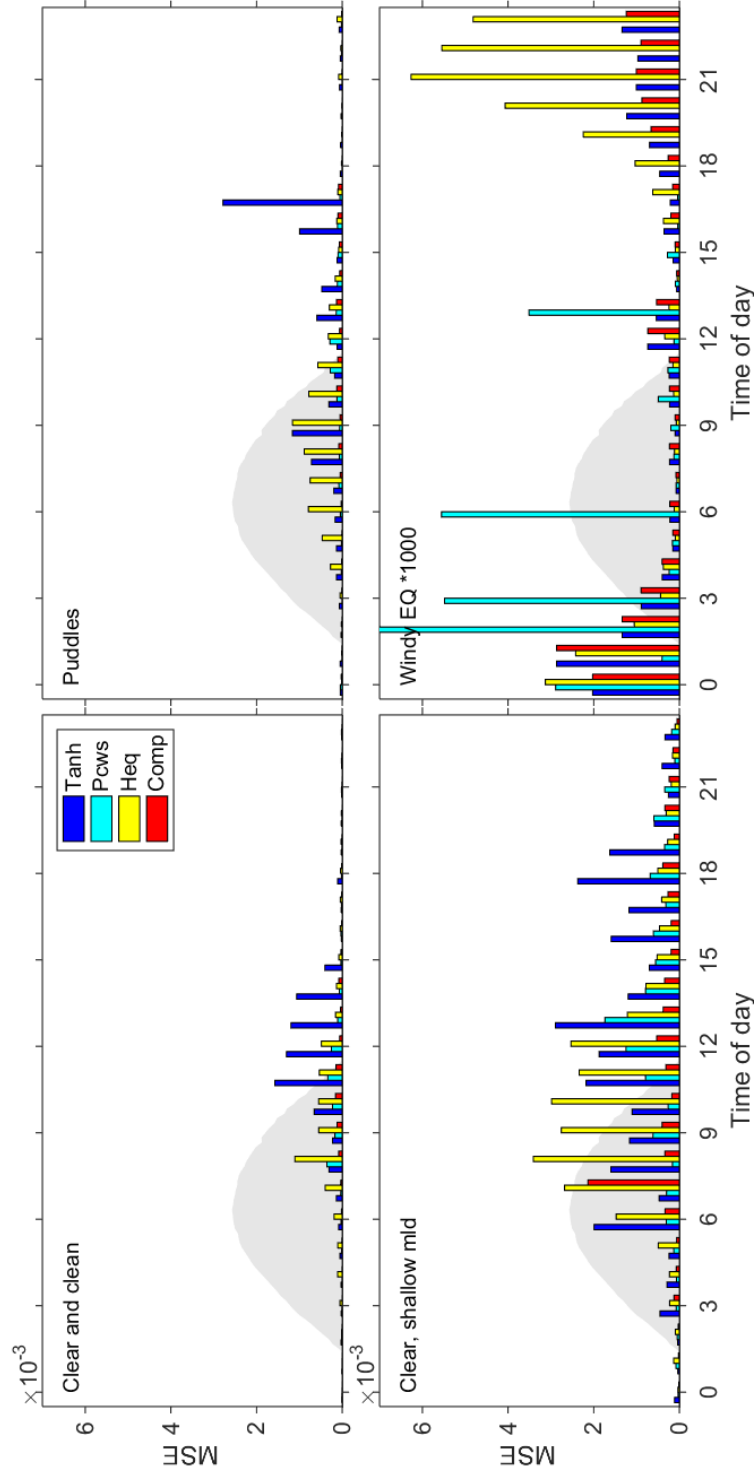 ×10⁻³
6
4
2
0
MSE
Clear and clean
Tanh
Pcws
Heq
Comp
Puddles
×10⁻³
6
4
2
0
MSE
Clear, shallow mld
Windy EQ *1000
0 3 6 9 12 15 18 21
0 3 6 9 12 15 18 21
Time of day
Time of day